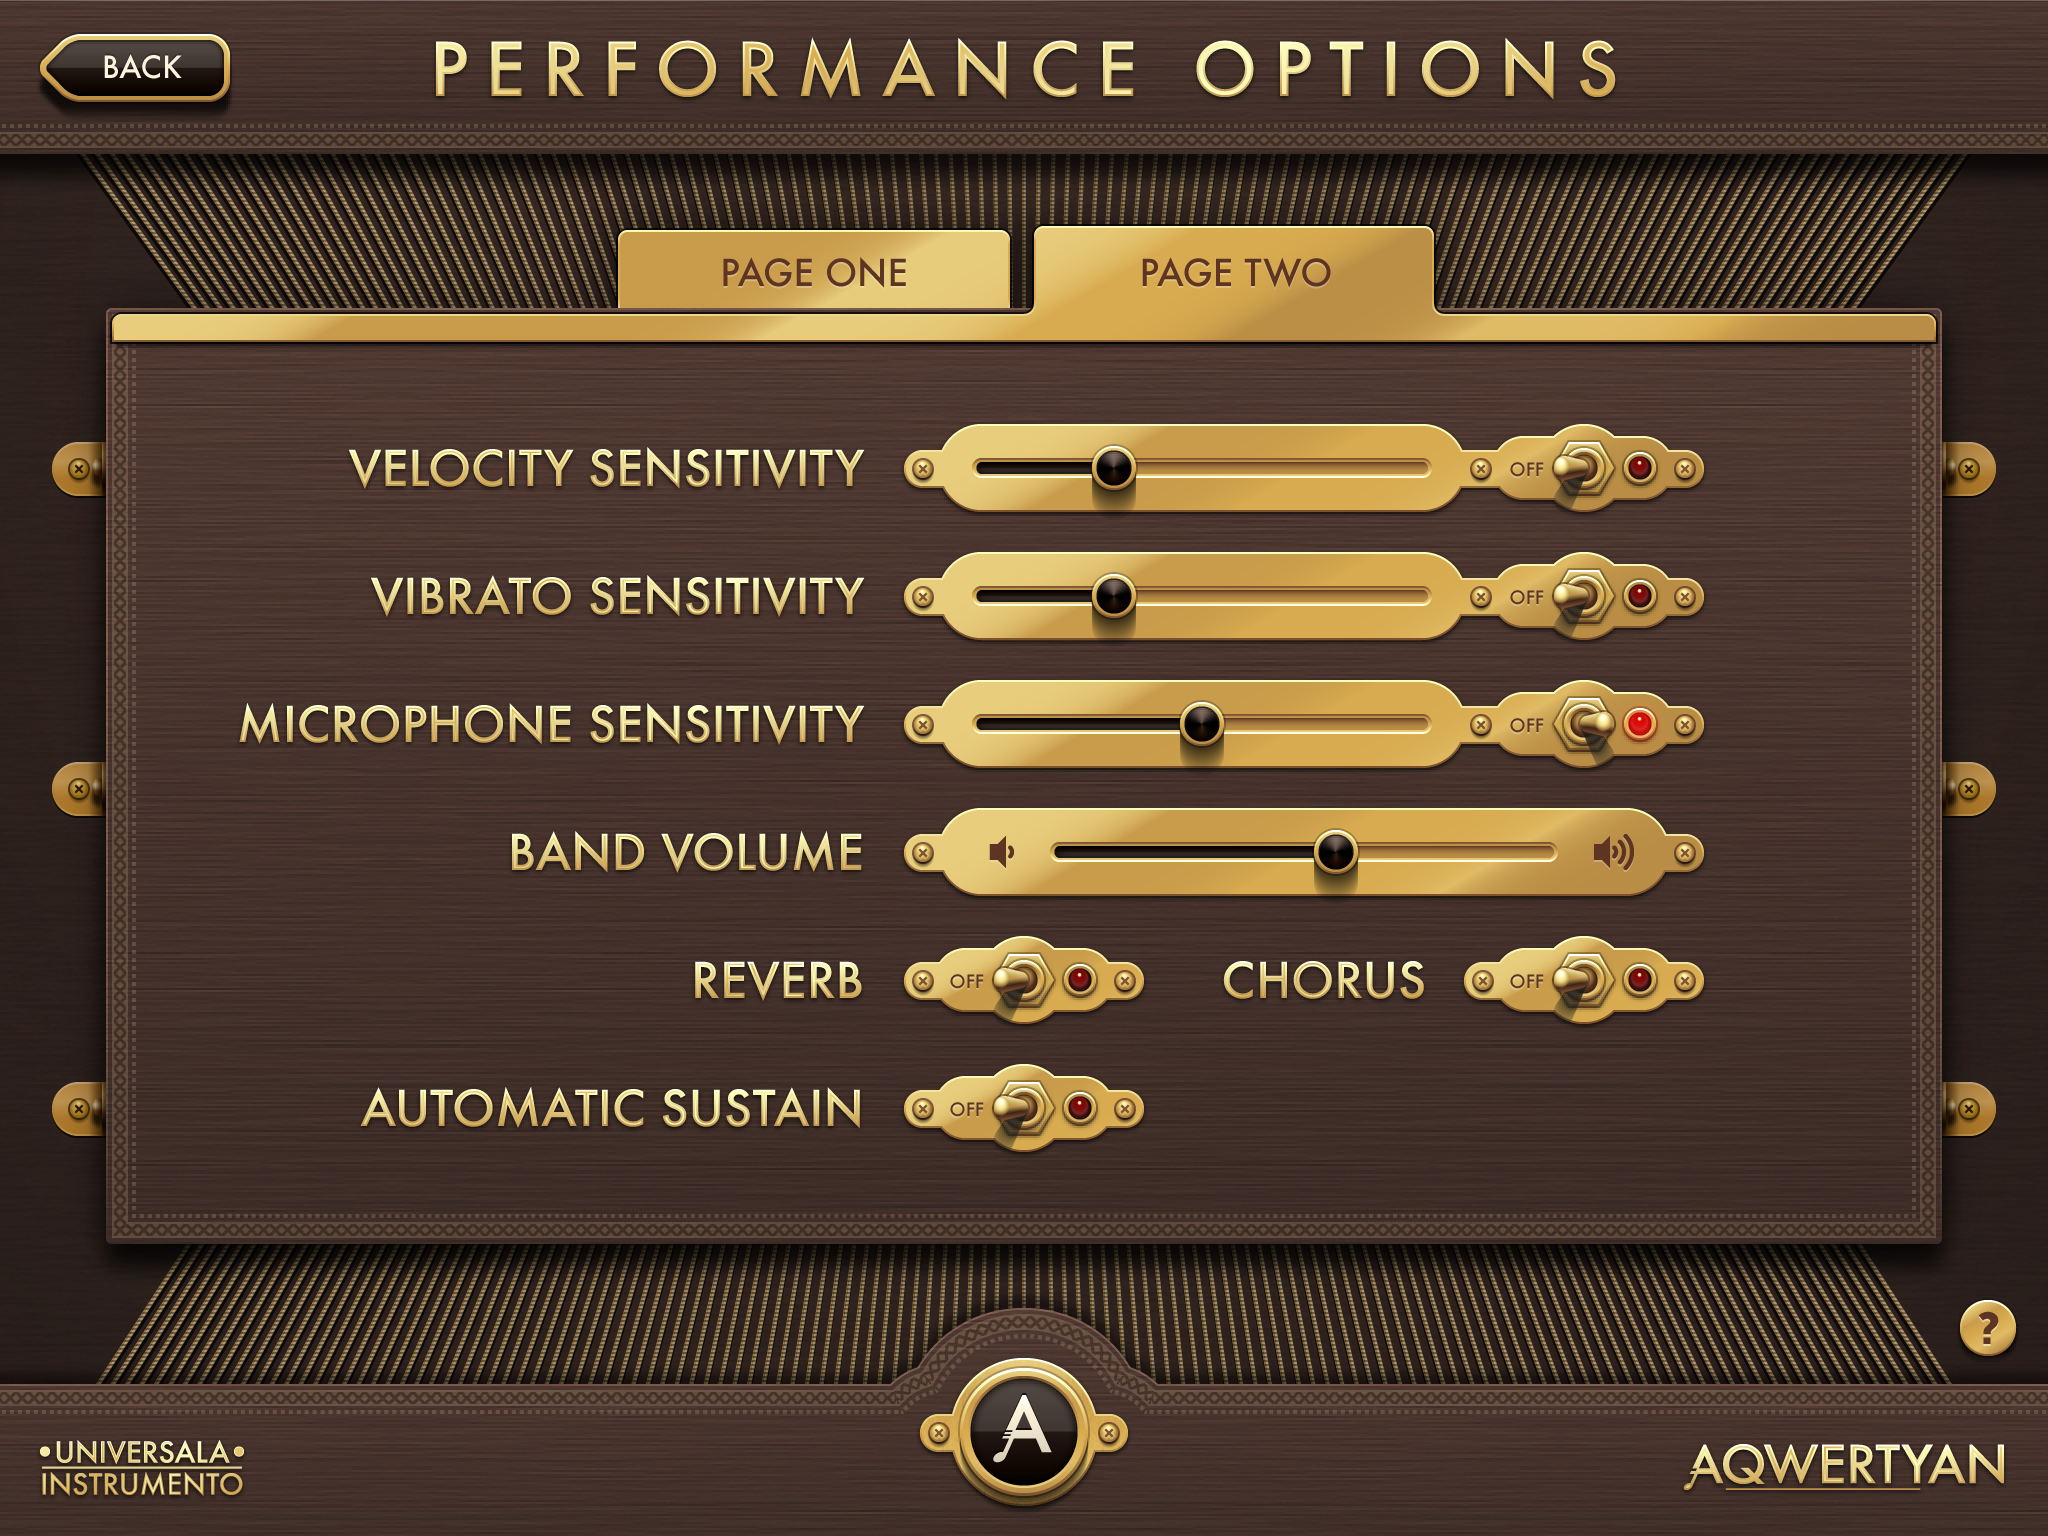 BACK
PERFORMANCE OPTIONS
PAGE ONE
PAGE TWO
VELOCITY SENSITIVITY
OFF
VIBRATO SENSITIVITY
OFF
MICROPHONE SENSITIVITY
OFF
BAND VOLUME
REVERB
OFF
CHORUS
OFF
AUTOMATIC SUSTAIN
OFF
?
A
•UNIVERSALA•
INSTRUMENTO
AQWERTYAN